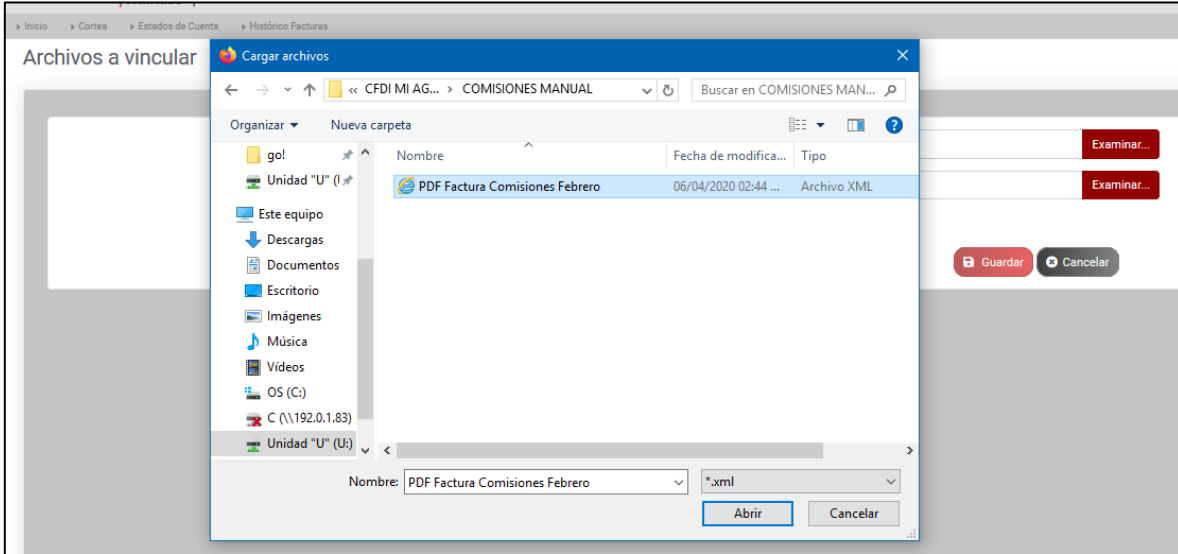 Inicio Cortes Estados de Cuenta Histórico Facturas
Archivos a vincular
Cargar archivos
« CFDI MI AG... > COMISIONES MANUAL
Buscar en COMISIONES MAN...
Organizar Nueva carpeta
Nombre Fecha de modifica... Tipo
go!
Unidad "U" (
PDF Factura Comisiones Febrero 06/04/2020 02:44 ... Archivo XML
Este equipo
Descargas
Documentos
Escritorio
Imágenes
Música
Vídeos
OS (C:)
C (\\192.0.1.83)
Unidad "U" (U:)
Nombre: PDF Factura Comisiones Febrero *.xml
Abrir Cancelar
Examinar...
Examinar...
Guardar Cancelar